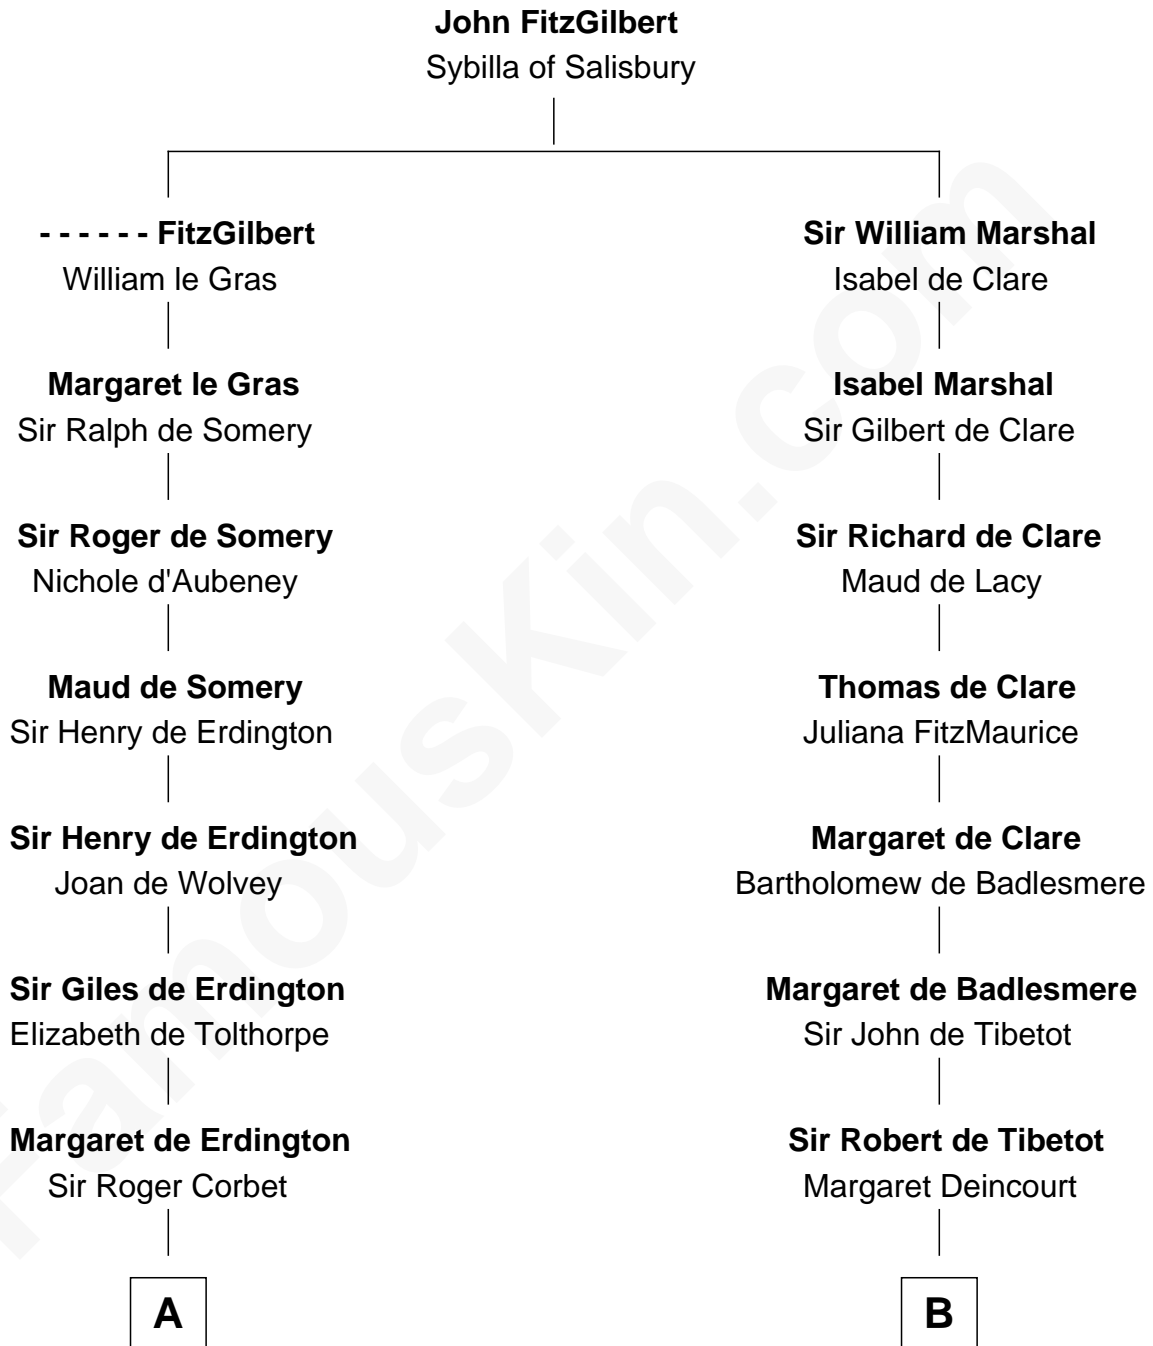 John FitzGilbert
Sybilla of Salisbury
- - - - - - FitzGilbert
William le Gras
Sir William Marshal
Isabel de Clare
Margaret le Gras
Sir Ralph de Somery
Isabel Marshal
Sir Gilbert de Clare
Sir Roger de Somery
Nichole d'Aubeney
Sir Richard de Clare
Maud de Lacy
Maud de Somery
Sir Henry de Erdington
Thomas de Clare
Juliana FitzMaurice
Sir Henry de Erdington
Joan de Wolvey
Margaret de Clare
Bartholomew de Badlesmere
Sir Giles de Erdington
Elizabeth de Tolthorpe
Margaret de Badlesmere
Sir John de Tibetot
Margaret de Erdington
Sir Roger Corbet
Sir Robert de Tibetot
Margaret Deincourt
A
B
FamousKin.com